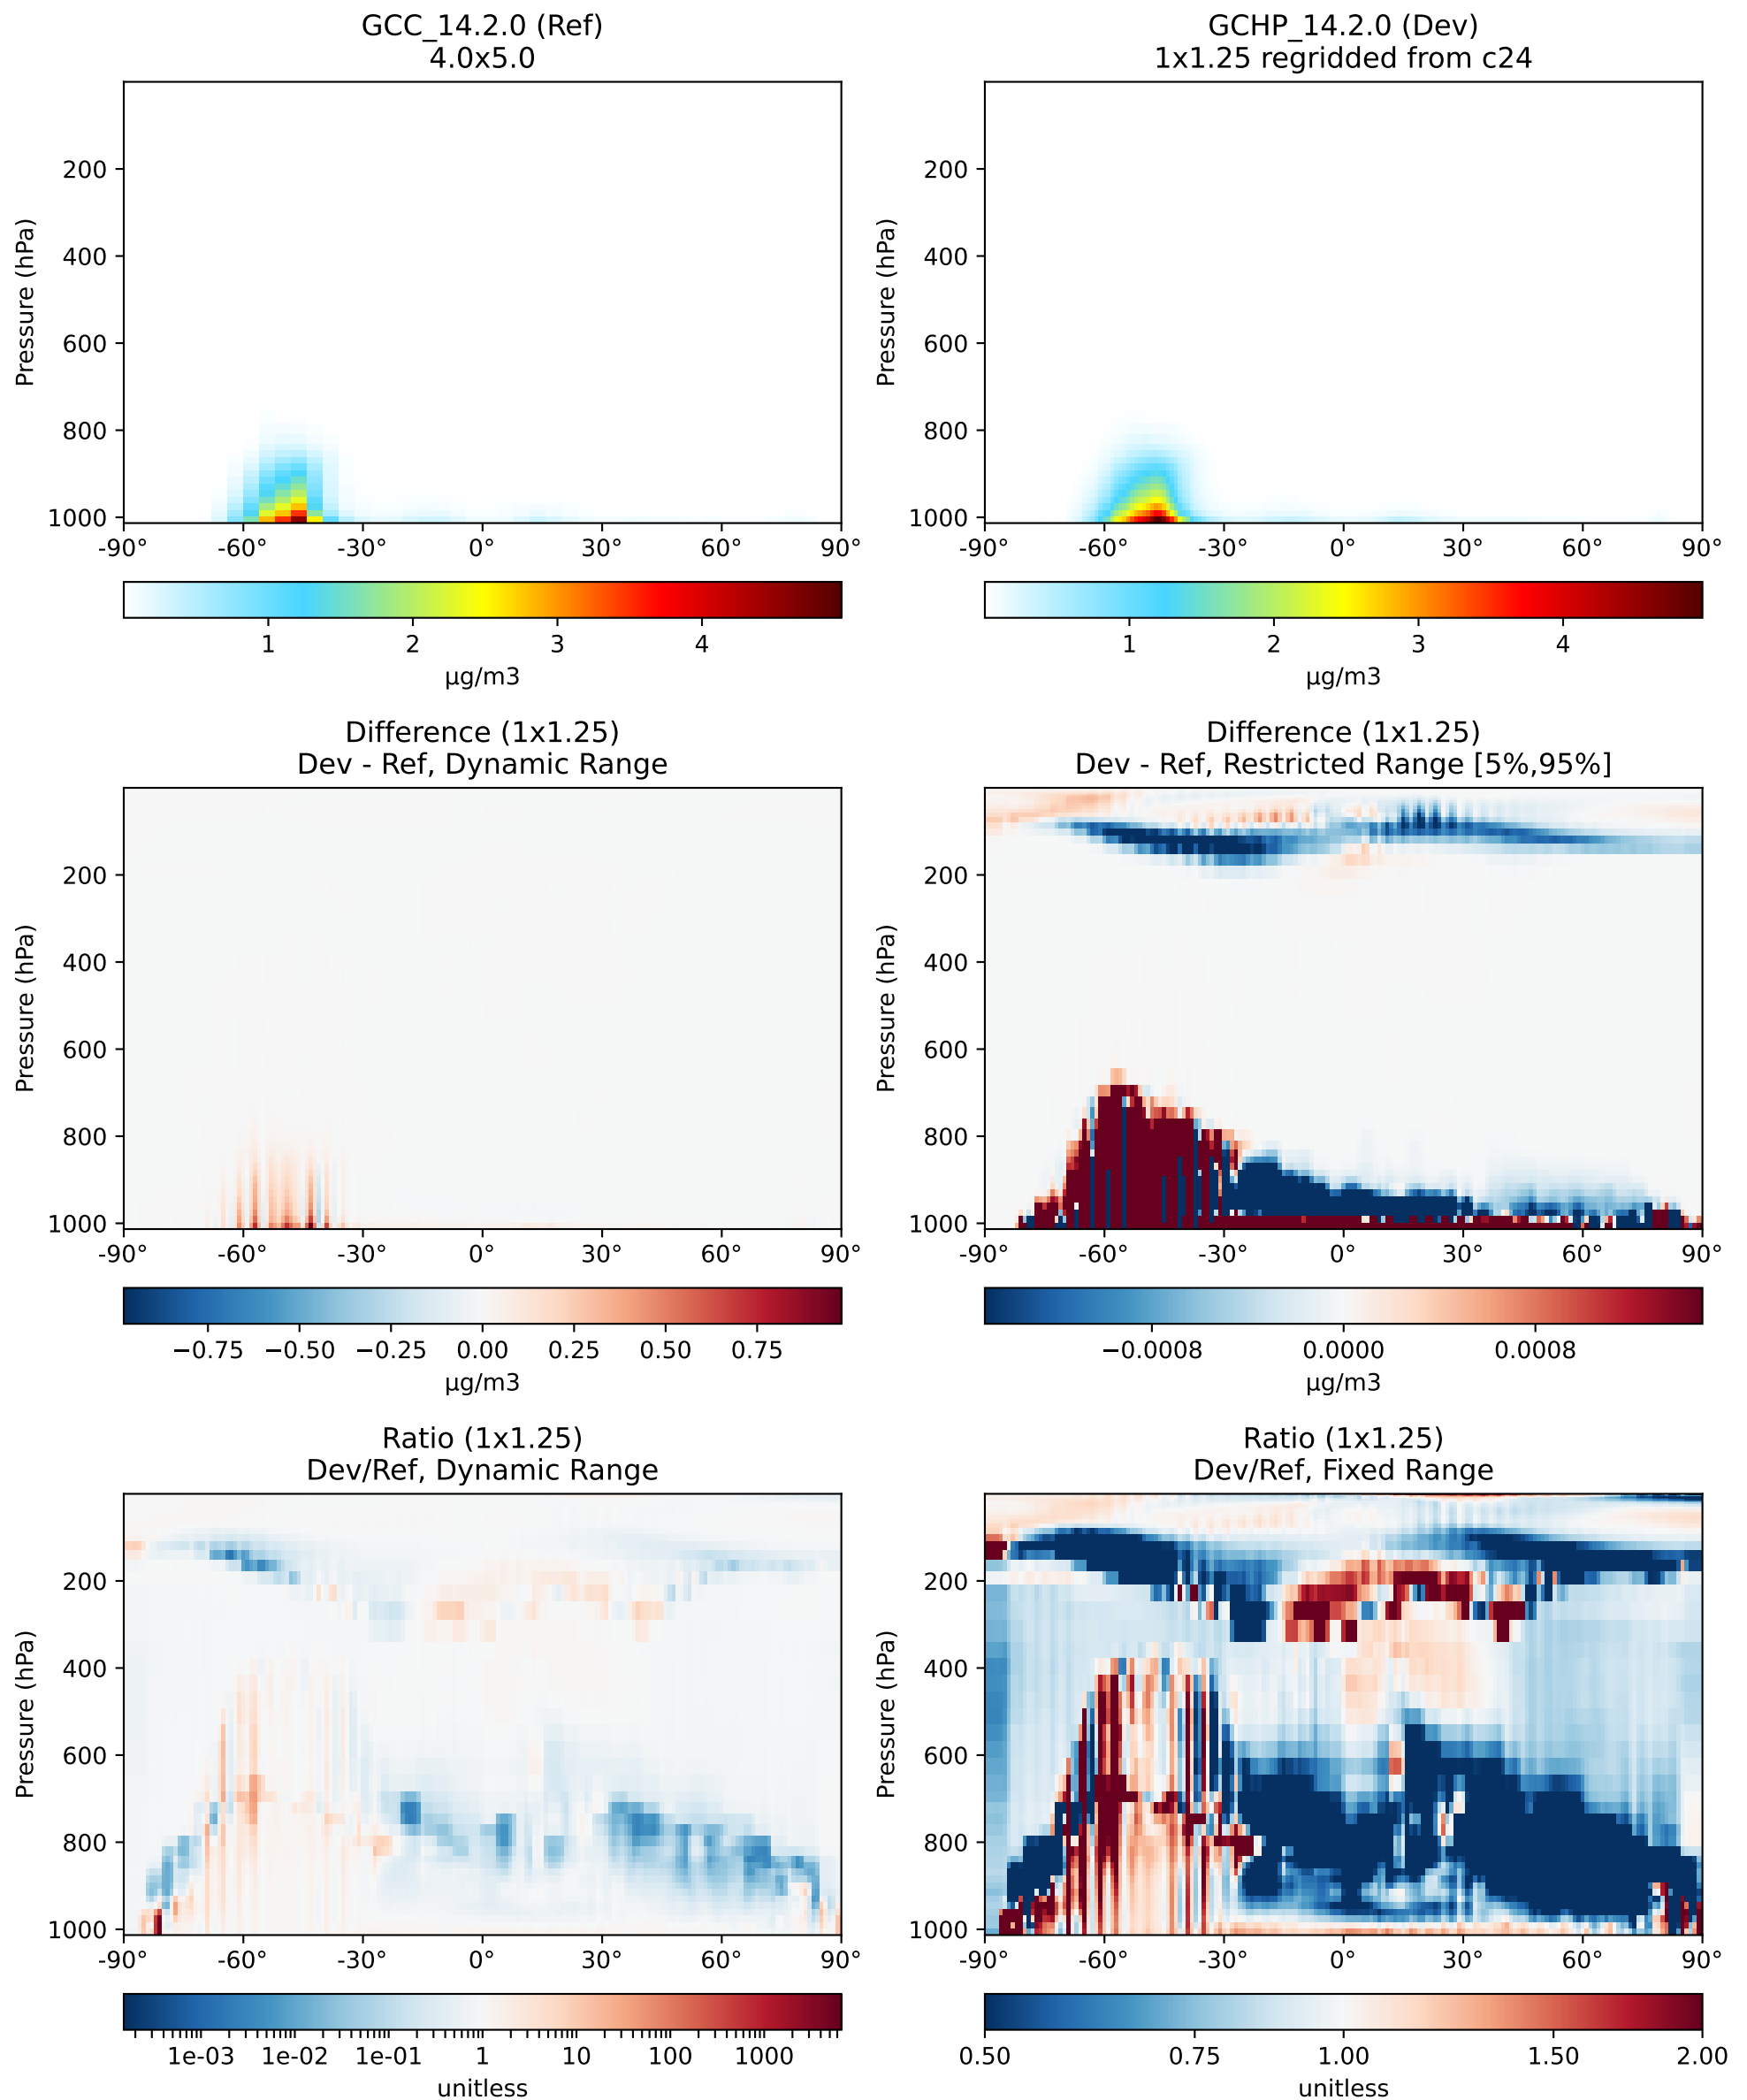 GCC_14.2.0 (Ref)
4.0x5.0
Pressure (hPa)
200
400
600
800
1000
-90° -60° -30° 0° 30° 60° 90°
1 2 3 4
µg/m3
GCHP_14.2.0 (Dev)
1x1.25 regridded from c24
Pressure (hPa)
200
400
600
800
1000
-90° -60° -30° 0° 30° 60° 90°
1 2 3 4
µg/m3
Difference (1x1.25)
Dev - Ref, Dynamic Range
Pressure (hPa)
200
400
600
800
1000
-90° -60° -30° 0° 30° 60° 90°
−0.75 −0.50 −0.25 0.00 0.25 0.50 0.75
µg/m3
Difference (1x1.25)
Dev - Ref, Restricted Range [5%,95%]
Pressure (hPa)
200
400
600
800
1000
-90° -60° -30° 0° 30° 60° 90°
−0.0008 0.0000 0.0008
µg/m3
Ratio (1x1.25)
Dev/Ref, Dynamic Range
Pressure (hPa)
200
400
600
800
1000
-90° -60° -30° 0° 30° 60° 90°
1e-03 1e-02 1e-01 1 10 100 1000
unitless
Ratio (1x1.25)
Dev/Ref, Fixed Range
Pressure (hPa)
200
400
600
800
1000
-90° -60° -30° 0° 30° 60° 90°
0.50 0.75 1.00 1.50 2.00
unitless